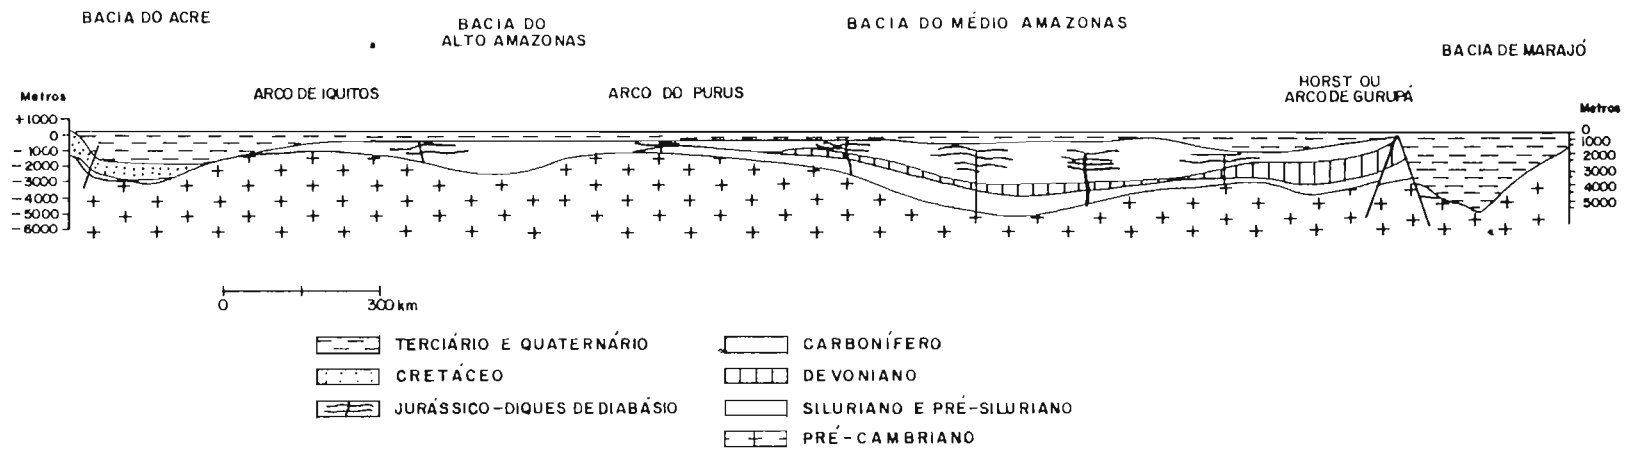 BACIA DO ACRE
BACIA DO
ALTO AMAZONAS
BACIA DO MÉDIO AMAZONAS
BACIA DE MARAJÓ
ARCO DE IQUITOS
ARCO DO PURUS
HORST OU
ARCO DE GURUPÁ
Metros
+1000
0
-1000
-2000
-3000
-4000
-5000
-6000
Metros
0
1000
2000
3000
4000
5000
0 300 km
TERCIÁRIO E QUATERNÁRIO
CRETÁCEO
JURÁSSICO-DIQUES DE DIABÁSIO
CARBONÍFERO
DEVONIANO
SILURIANO E PRÉ-SILURIANO
PRÉ-CAMBRIANO